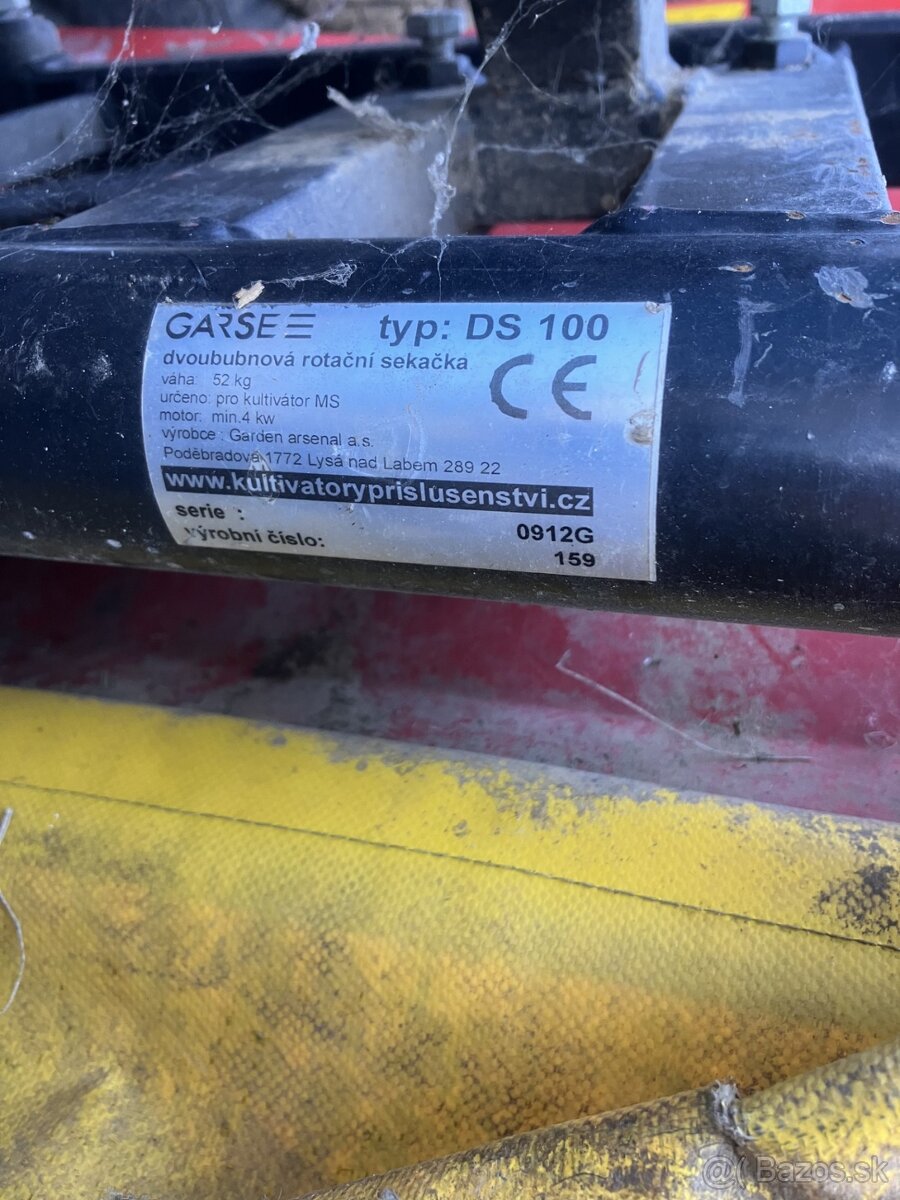 GARSEE typ: DS 100
dvoububnová rotační sekačka
váha: 52 kg
určeno: pro kultivátor MS
motor: min.4 kw
výrobce : Garden arsenal a.s.
Poděbradova 1772 Lysá nad Labem 289 22
www.kultivatoryprislusenstvi.cz
serie : 0912G
výrobní číslo: 159
CE
@( Bazos.sk